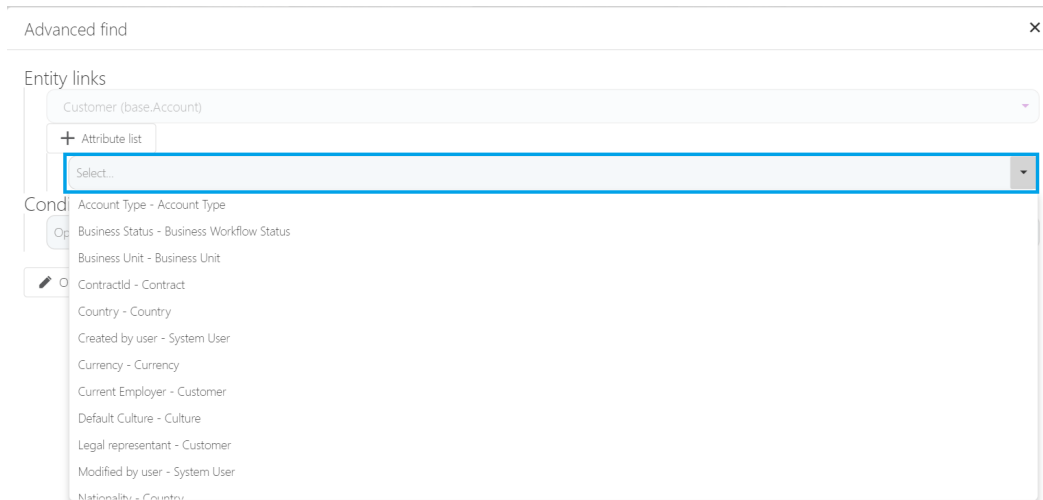 Advanced find
Entity links
Customer (base.Account)
Attribute list
Select...
Account Type - Account Type
Business Status - Business Workflow Status
Business Unit - Business Unit
ContractId - Contract
Country - Country
Created by user - System User
Currency - Currency
Current Employer - Customer
Default Culture - Culture
Legal representant - Customer
Modified by user - System User
Nationality - Country